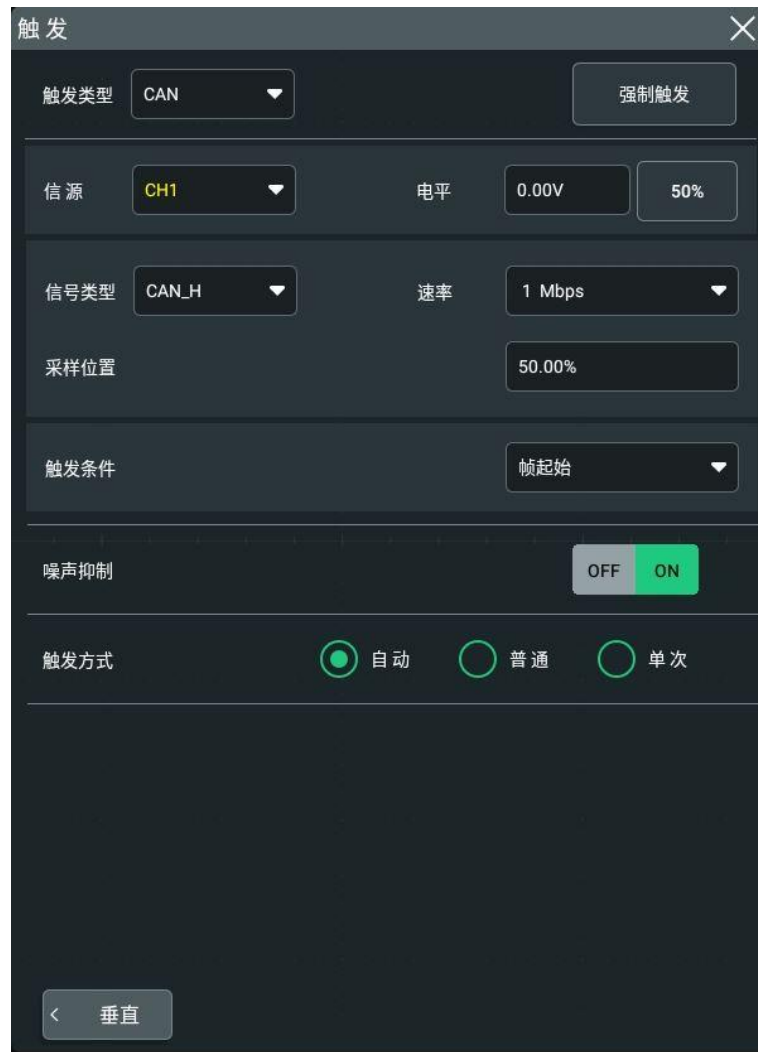 触发
触发类型 CAN 强制触发
信源 CH1 电平 0.00V 50%
信号类型 CAN_H 速率 1 Mbps
采样位置 50.00%
触发条件 帧起始
噪声抑制 OFF ON
触发方式 自动 普通 单次
垂直